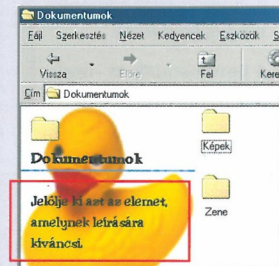 Dokumentumok
Fájl Szerkesztés Nézet Kedvencek Eszközök S
Vissza Előre Fel Kere
Cím Dokumentumok
Dokumentumok
Képek
Jelölje ki azt az elemet,
amelynek leírására
kíváncsi.
Zene